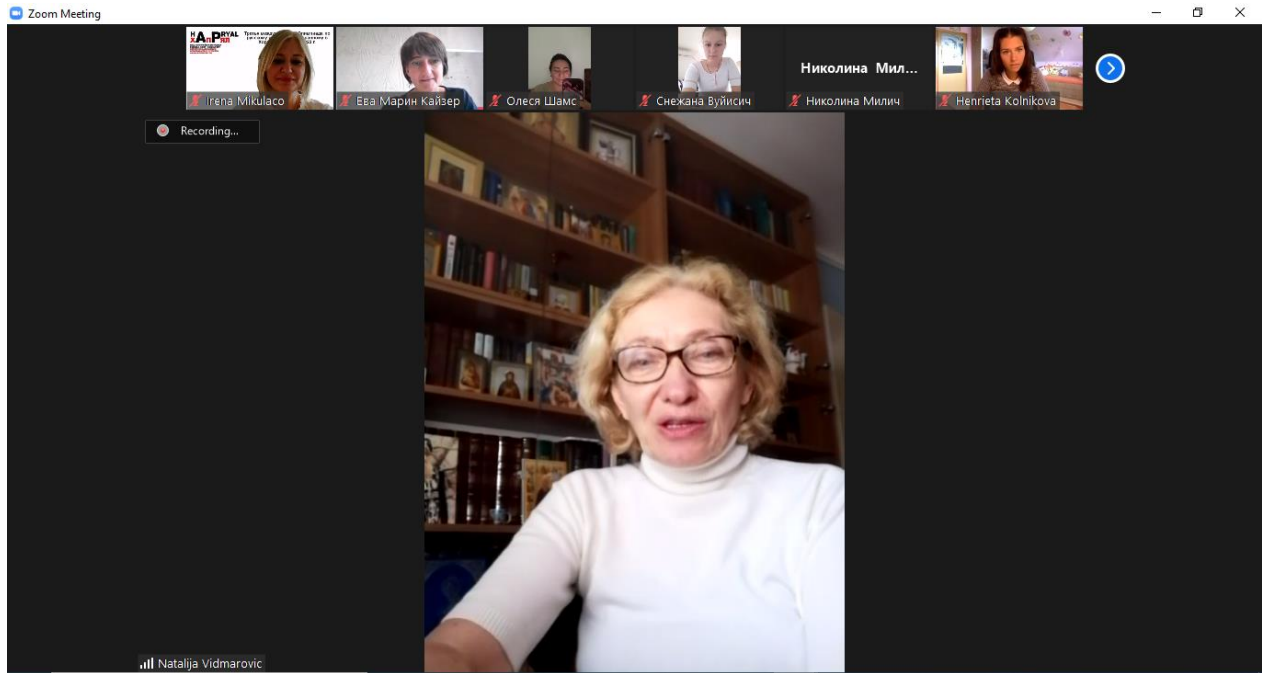 Zoom Meeting
Николина Мил...
Irena Mikulaco
Ева Марин Кайзер
Олеся Шамс
Снежана Вуйисич
Николина Милич
Henrieta Kolnikova
Recording...
Natalija Vidmarovic